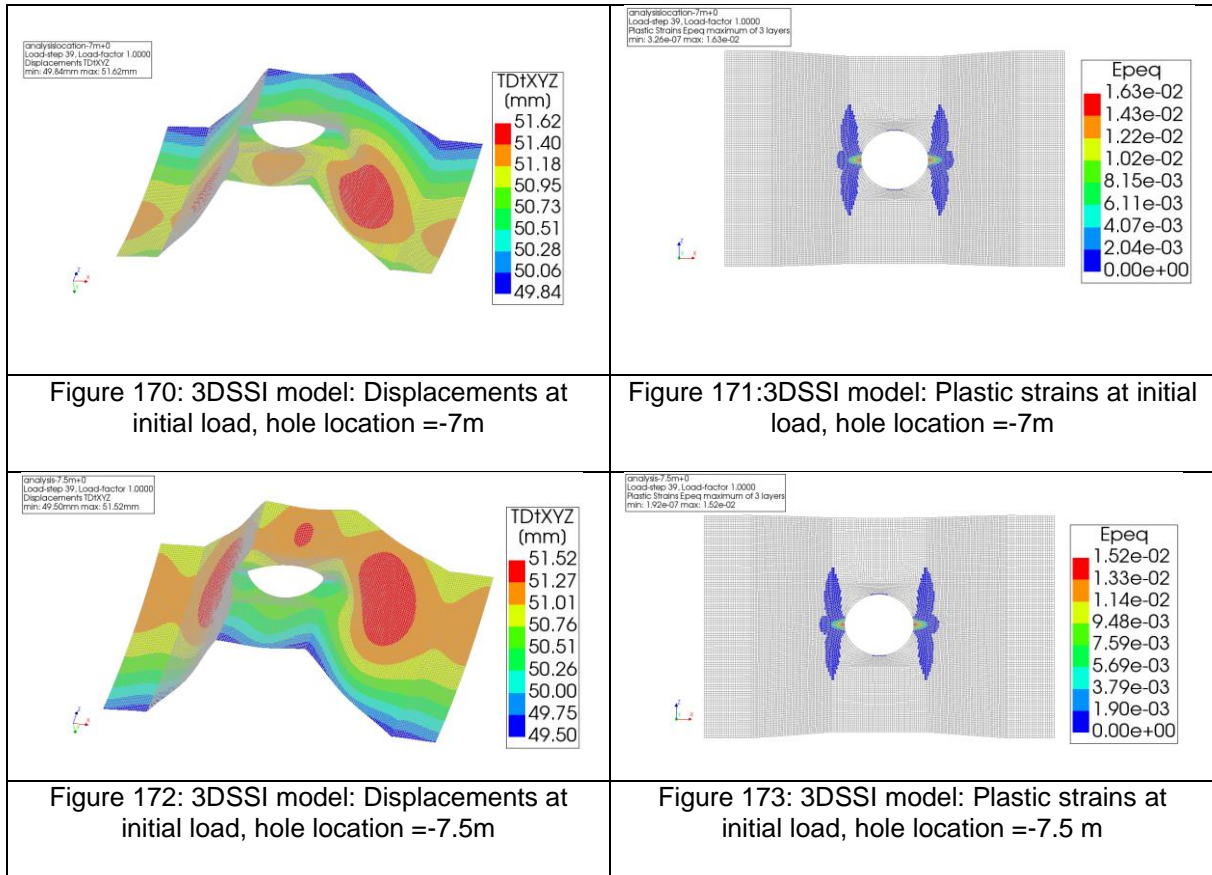 analysislocation-7m+0
Load-step 39, Load-factor 1.0000
Displacements TDtXYZ
min: 49.84mm max: 51.62mm
TDtXYZ
(mm)
51.62
51.40
51.18
50.95
50.73
50.51
50.28
50.06
49.84
analysislocation-7m+0
Load-step 39, Load-factor 1.0000
Plastic Strains Epeq maximum of 3 layers
min: 3.26e-07 max: 1.63e-02
Epeq
1.63e-02
1.43e-02
1.22e-02
1.02e-02
8.15e-03
6.11e-03
4.07e-03
2.04e-03
0.00e+00
Figure 170: 3DSSI model: Displacements at
initial load, hole location =-7m
Figure 171:3DSSI model: Plastic strains at initial
load, hole location =-7m
analysis-7.5m+0
Load-step 39, Load-factor 1.0000
Displacements TDtXYZ
min: 49.50mm max: 51.52mm
TDtXYZ
(mm)
51.52
51.27
51.01
50.76
50.51
50.26
50.00
49.75
49.50
analysis-7.5m+0
Load-step 39, Load-factor 1.0000
Plastic Strains Epeq maximum of 3 layers
min: 1.92e-07 max: 1.52e-02
Epeq
1.52e-02
1.33e-02
1.14e-02
9.48e-03
7.59e-03
5.69e-03
3.79e-03
1.90e-03
0.00e+00
Figure 172: 3DSSI model: Displacements at
initial load, hole location =-7.5m
Figure 173: 3DSSI model: Plastic strains at
initial load, hole location =-7.5 m